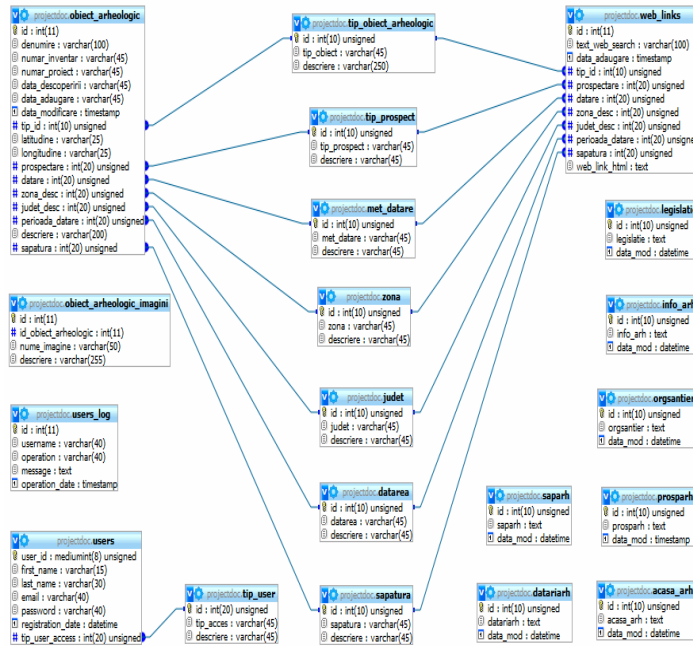 projectdoc.obiect_arheologic
id : int(11)
denumire : varchar(100)
numar_inventar : varchar(45)
numar_proiect : varchar(45)
data_descoperirii : varchar(45)
data_adaugare : varchar(45)
data_modificare : timestamp
tip_id : int(10) unsigned
latitudine : varchar(25)
longitudine : varchar(25)
prospectare : int(20) unsigned
datare : int(20) unsigned
zona_desc : int(20) unsigned
judet_desc : int(20) unsigned
perioada_datare : int(20) unsigned
descriere : varchar(200)
sapatura : int(20) unsigned
projectdoc.obiect_arheologic_imagini
id : int(11)
id_obiect_arheologic : int(11)
nume_imagine : varchar(50)
descriere : varchar(255)
projectdoc.users_log
id : int(11)
username : varchar(40)
operation : varchar(40)
message : text
operation_date : timestamp
projectdoc.users
user_id : mediumint(8) unsigned
first_name : varchar(15)
last_name : varchar(30)
email : varchar(40)
password : varchar(40)
registration_date : datetime
tip_user_access : int(20) unsigned
projectdoc.tip_user
id : int(20) unsigned
tip_acces : varchar(45)
descriere : varchar(45)
projectdoc.tip_obiect_arheologic
id : int(10) unsigned
tip_obiect : varchar(45)
descriere : varchar(250)
projectdoc.tip_prospect
id : int(10) unsigned
tip_prospect : varchar(45)
descriere : varchar(45)
projectdoc.met_datare
id : int(10) unsigned
met_datare : varchar(45)
descirere : varchar(45)
projectdoc.zona
id : int(10) unsigned
zona : varchar(45)
descriere : varchar(45)
projectdoc.judet
id : int(10) unsigned
judet : varchar(45)
descriere : varchar(45)
projectdoc.datarea
id : int(10) unsigned
datarea : varchar(45)
descriere : varchar(45)
projectdoc.sapatura
id : int(10) unsigned
sapatura : varchar(45)
descriere : varchar(45)
projectdoc.web_links
id : int(11)
text_web_search : varchar(100)
data_adaugare : timestamp
tip_id : int(10) unsigned
prospectare : int(20) unsigned
datare : int(20) unsigned
zona_desc : int(20) unsigned
judet_desc : int(20) unsigned
perioada_datare : int(20) unsigned
sapatura : int(20) unsigned
web_link_html : text
projectdoc.legislatie
id : int(10) unsigned
legislatie : text
data_mod : datetime
projectdoc.info_arh
id : int(10) unsigned
info_arh : text
data_mod : datetime
projectdoc.orgsantier
id : int(10) unsigned
orgsantier : text
data_mod : datetime
projectdoc.saparh
id : int(10) unsigned
saparh : text
data_mod : datetime
projectdoc.prosparh
id : int(10) unsigned
prosparh : text
data_mod : timestamp
projectdoc.datariarh
id : int(10) unsigned
datariarh : text
data_mod : datetime
projectdoc.acasa_arh
id : int(10) unsigned
acasa_arh : text
data_mod : datetime